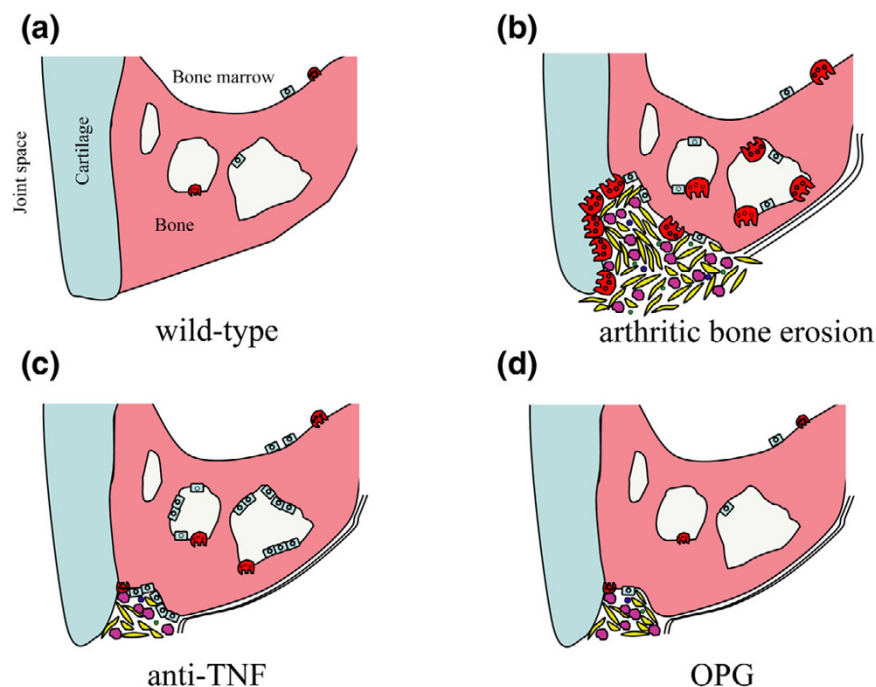 (a)
Bone marrow
Joint space
Cartilage
Bone
wild-type
(b)
arthritic bone erosion
(c)
anti-TNF
(d)
OPG